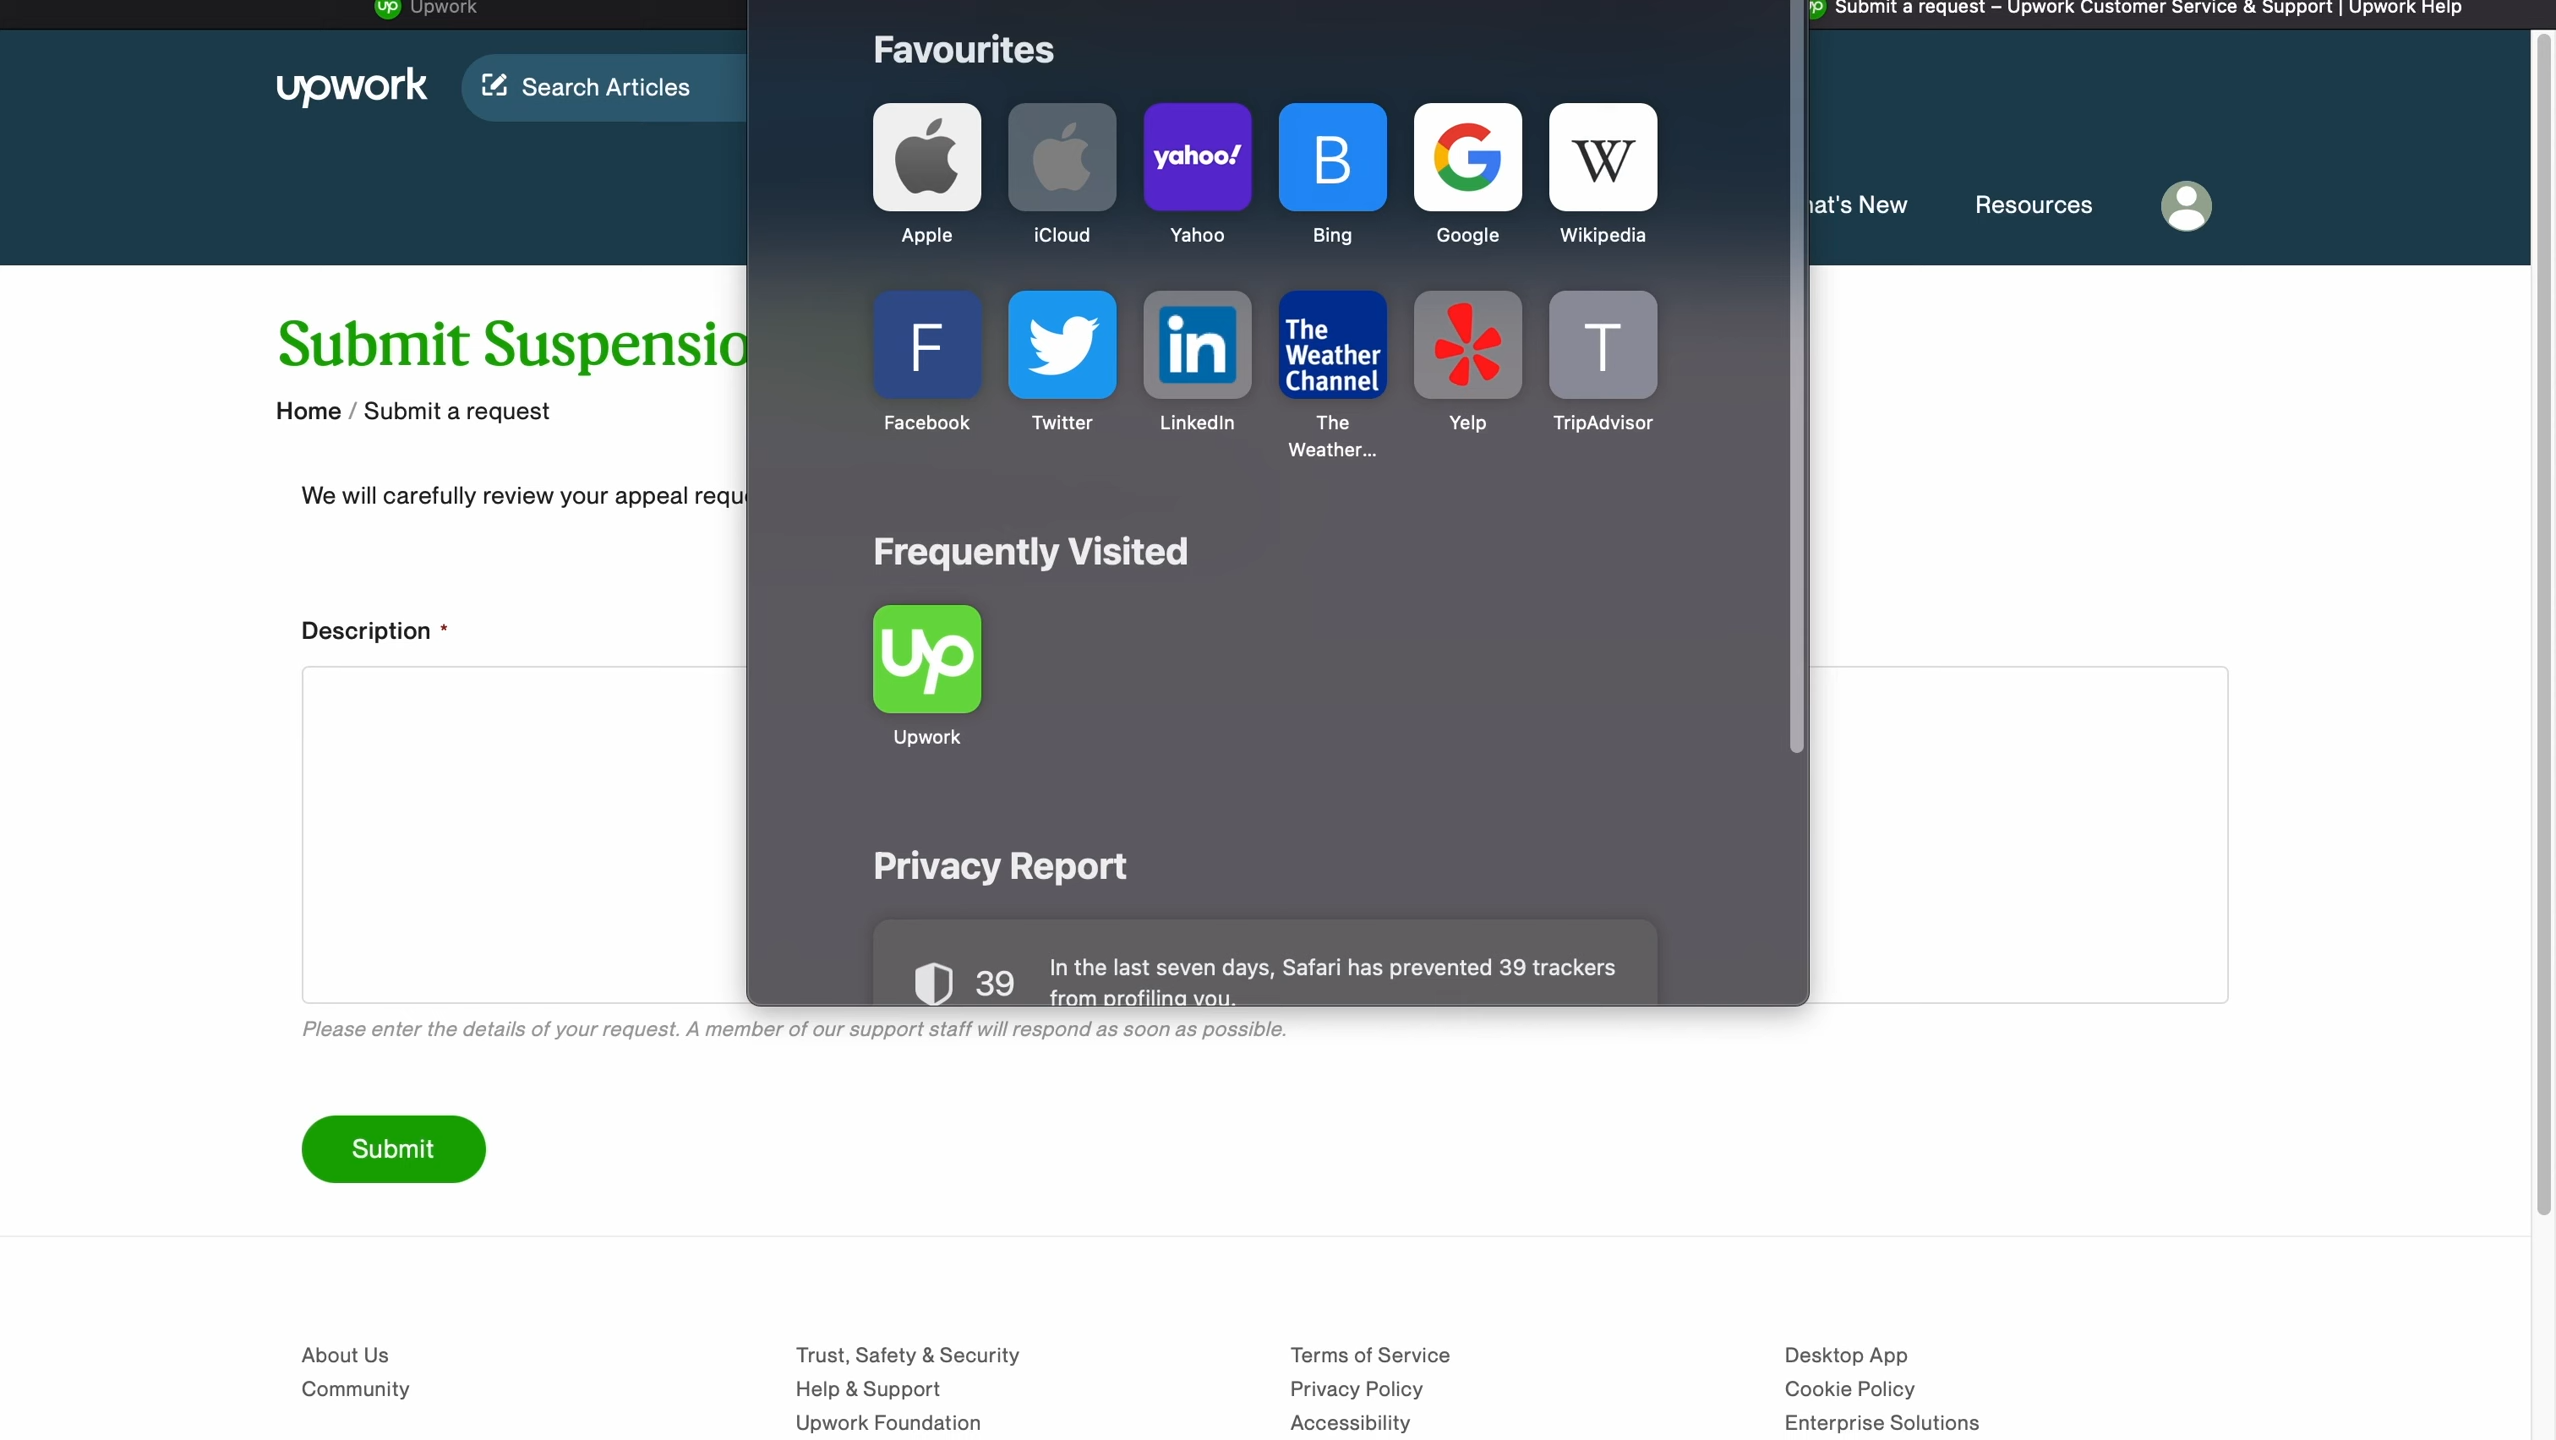 Upwork
Submit a request – Upwork Customer Service & Support | Upwork Help
upwork
Search Articles
What's New
Resources
Favourites
Apple
iCloud
yahoo!
Yahoo
B
Bing
G
Google
W
Wikipedia
F
Facebook
Twitter
in
LinkedIn
The
Weather
Channel
The
Weather...
Yelp
T
TripAdvisor
Submit Suspensio
Home / Submit a request
We will carefully review your appeal requ
Frequently Visited
up
Upwork
Description *
Privacy Report
39
In the last seven days, Safari has prevented 39 trackers
from profiling you.
Please enter the details of your request. A member of our support staff will respond as soon as possible.
Submit
About Us
Community
Trust, Safety & Security
Help & Support
Upwork Foundation
Terms of Service
Privacy Policy
Accessibility
Desktop App
Cookie Policy
Enterprise Solutions